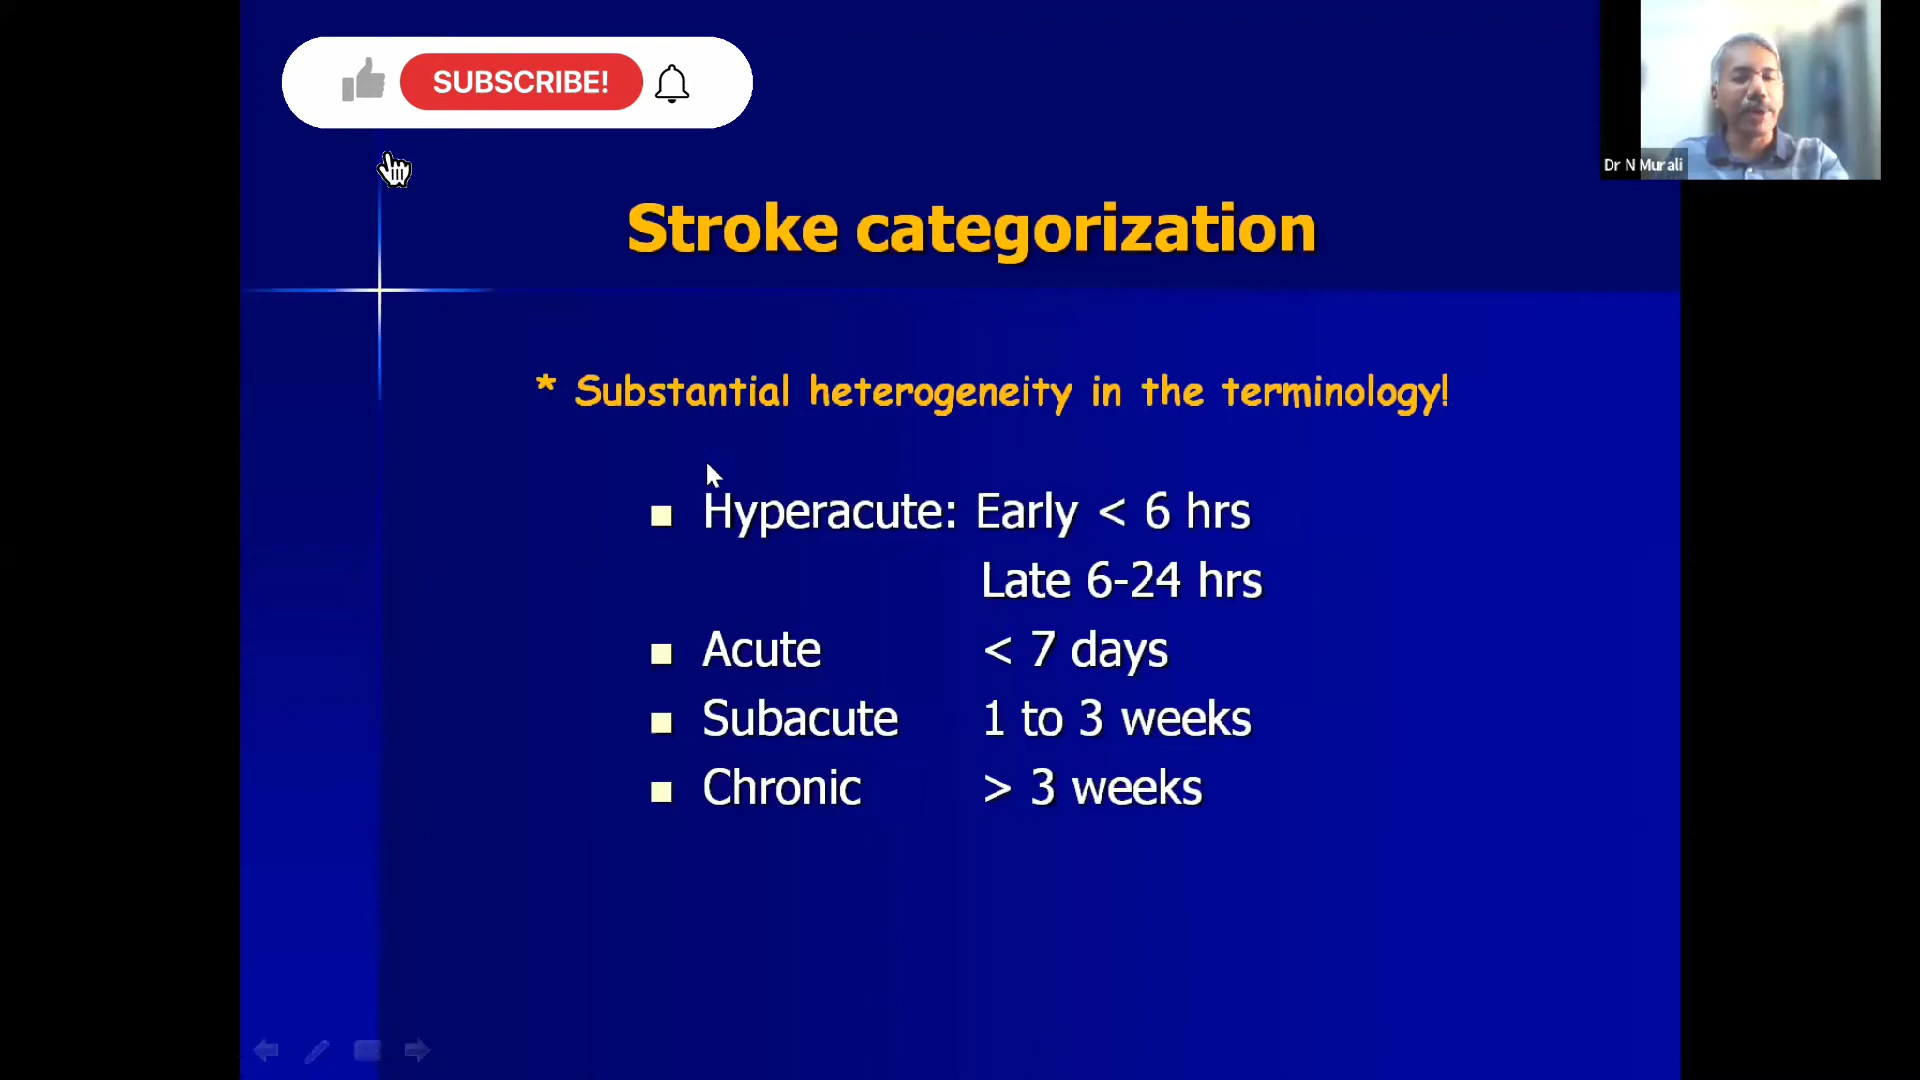 SUBSCRIBE!
Dr N Murali
Stroke categorization
* Substantial heterogeneity in the terminology!
Hyperacute: Early < 6 hrs
Late 6-24 hrs
Acute < 7 days
Subacute 1 to 3 weeks
Chronic > 3 weeks